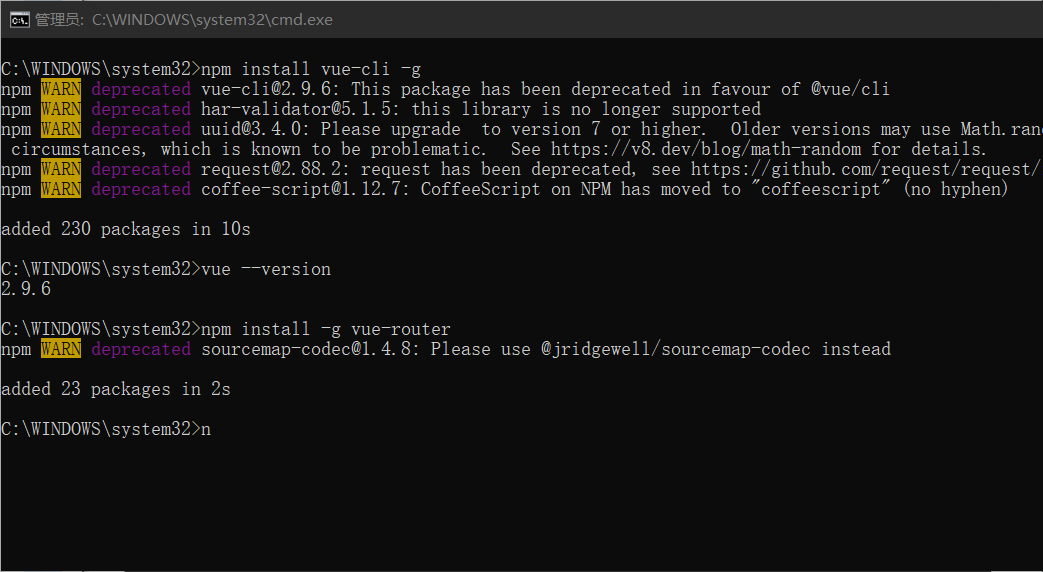 管理员: C:\WINDOWS\system32\cmd.exe
C:\WINDOWS\system32>npm install vue-cli -g
npm WARN deprecated vue-cli@2.9.6: This package has been deprecated in favour of @vue/cli
npm WARN deprecated har-validator@5.1.5: this library is no longer supported
npm WARN deprecated uuid@3.4.0: Please upgrade  to version 7 or higher.  Older versions may use Math.ran
 circumstances, which is known to be problematic.  See https://v8.dev/blog/math-random for details.
npm WARN deprecated request@2.88.2: request has been deprecated, see https://github.com/request/request/
npm WARN deprecated coffee-script@1.12.7: CoffeeScript on NPM has moved to "coffeescript" (no hyphen)
added 230 packages in 10s
C:\WINDOWS\system32>vue --version
2.9.6
C:\WINDOWS\system32>npm install -g vue-router
npm WARN deprecated sourcemap-codec@1.4.8: Please use @jridgewell/sourcemap-codec instead
added 23 packages in 2s
C:\WINDOWS\system32>n